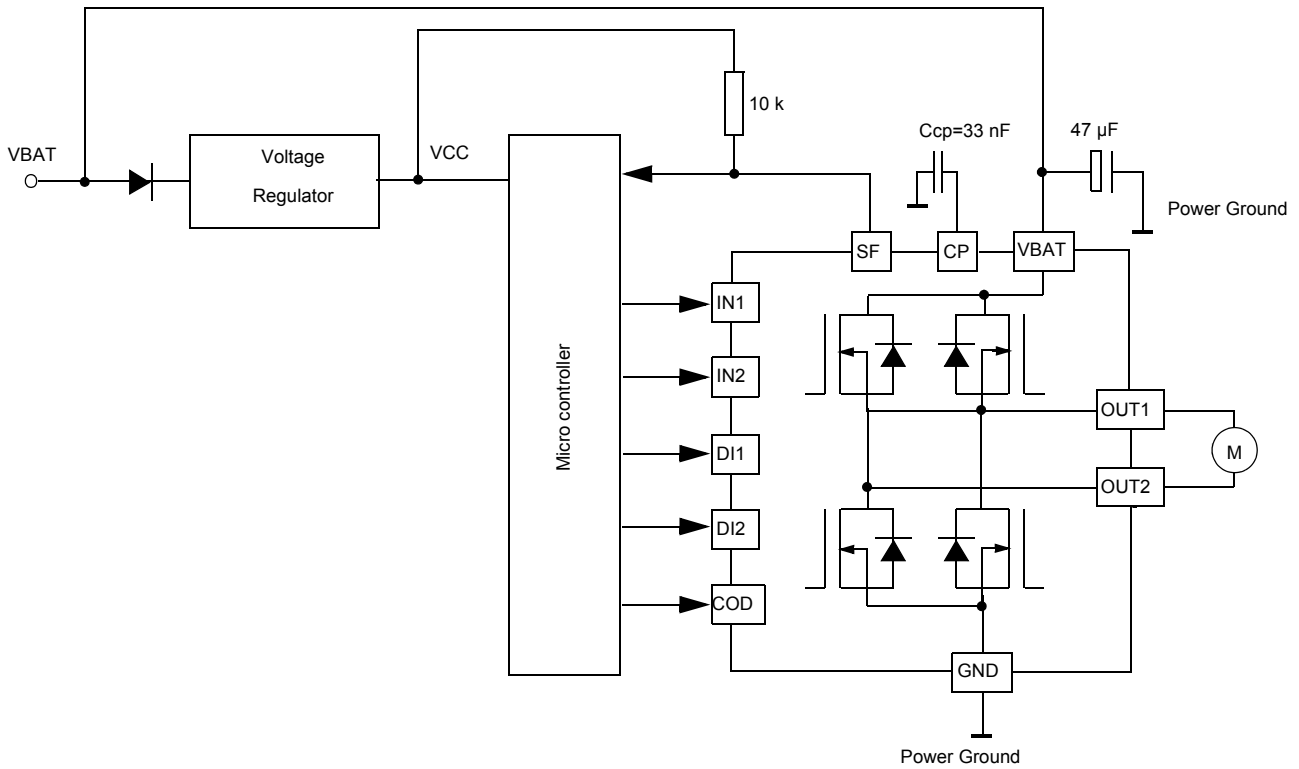 10 k
Ccp=33 nF
47 µF
VBAT
Voltage
Regulator
VCC
Power Ground
SF
CP
VBAT
IN1
IN2
DI1
DI2
COD
Micro controller
OUT1
M
OUT2
GND
Power Ground